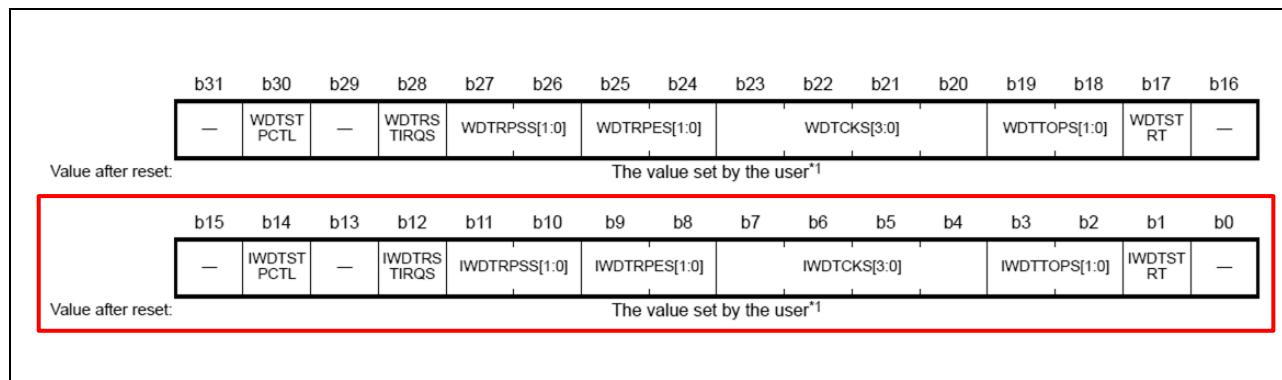 b31 b30 b29 b28 b27 b26 b25 b24 b23 b22 b21 b20 b19 b18 b17 b16
— WDTST PCTL — WDTRS TIRQS WDTRPSS[1:0] WDTRPES[1:0] WDTCKS[3:0] WDTTOPS[1:0] WDTST RT —
Value after reset: The value set by the user*1
b15 b14 b13 b12 b11 b10 b9 b8 b7 b6 b5 b4 b3 b2 b1 b0
— IWDTST PCTL — IWDTRS TIRQS IWDTRPSS[1:0] IWDTRPES[1:0] IWDTCKS[3:0] IWDTTOPS[1:0] IWDTST RT —
Value after reset: The value set by the user*1